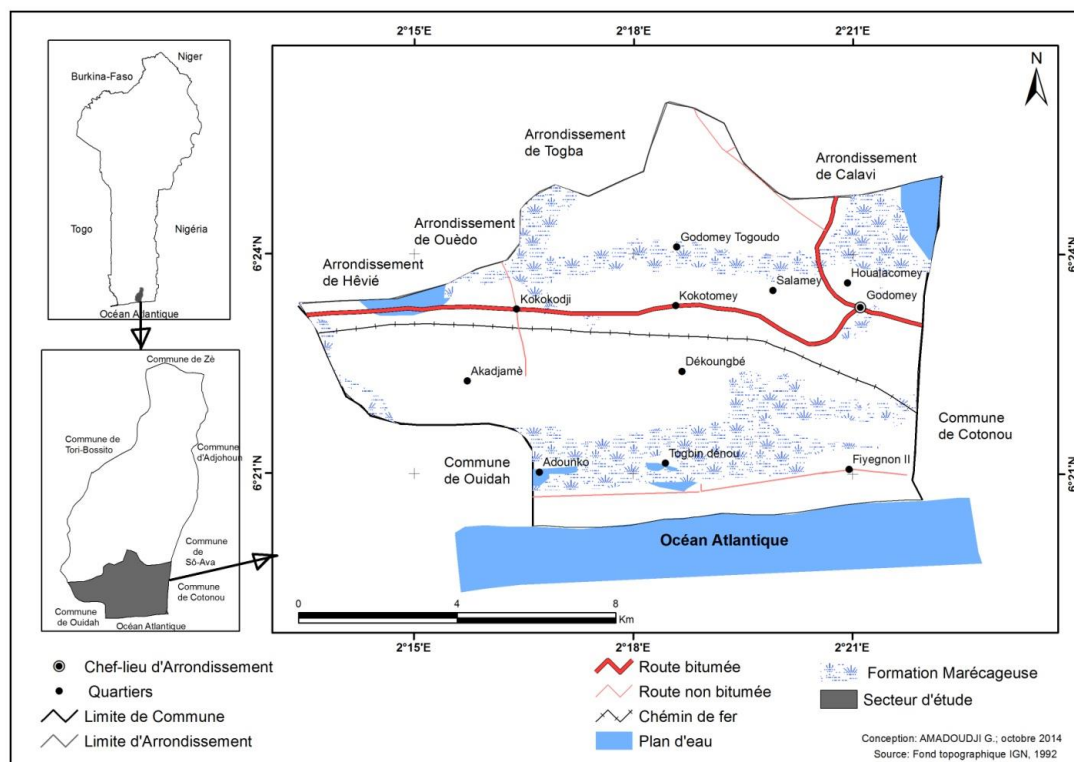 Niger
Burkina-Faso
Togo
Nigéria
Océan Atlantique
Commune de Zè
Commune de
Tori-Bossito
Commune
d'Adjohoun
Commune
de
Sô-Ava
Commune
de Cotonou
Commune
de Ouidah
Océan Atlantique
2°15'E
2°18'E
2°21'E
N
Arrondissement
de Togba
Arrondissement
de Calavi
Arrondissement
de Ouèdo
Arrondissement
de Hêvié
6°24'N
6°24'N
Godomey Togoudo
Salamey
Houalacomey
Godomey
Kokokodji
Kokotomey
Akadjamè
Dékoungbé
Commune
de Cotonou
Commune
de Ouidah
Adounko
Togbin dénou
Fiyegnon II
6°21'N
6°21'N
Océan Atlantique
0
4
8
Km
2°15'E
2°18'E
2°21'E
Chef-lieu d'Arrondissement
Quartiers
Limite de Commune
Limite d'Arrondissement
Route bitumée
Route non bitumée
Chémin de fer
Plan d'eau
Formation Marécageuse
Secteur d'étude
Conception: AMADOUDJI G.; octobre 2014
Source: Fond topographique IGN, 1992